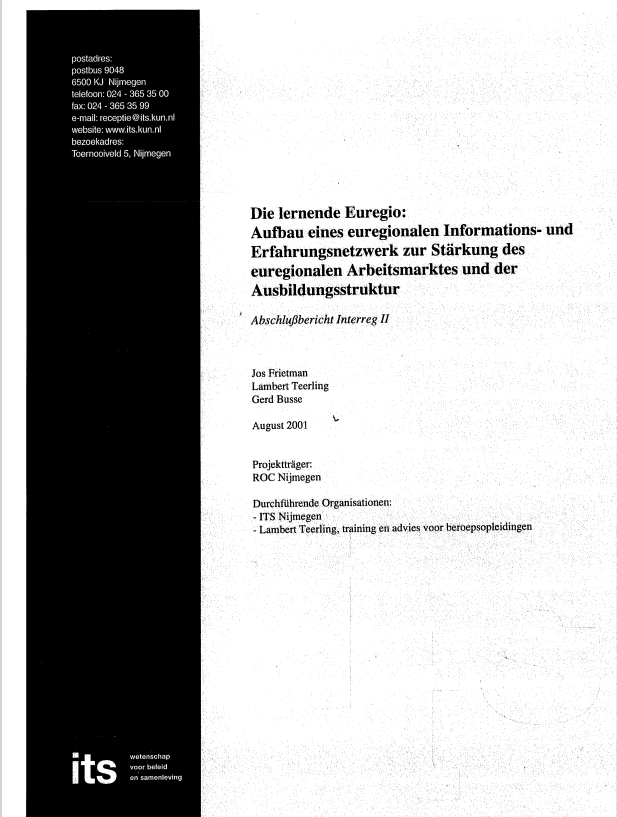 postadres:
postbus 9048
6500 KJ Nijmegen
telefoon: 024 - 365 35 00
fax: 024 - 365 35 99
e-mail: receptie@its.kun.nl
website: www.its.kun.nl
bezoekadres:
Toernooiveld 5, Nijmegen
Die lernende Euregio:
Aufbau eines euregionalen Informations- und
Erfahrungsnetzwerk zur Stärkung des
euregionalen Arbeitsmarktes und der
Ausbildungsstruktur
Abschlußbericht Interreg II
Jos Frietman
Lambert Teerling
Gerd Busse
August 2001
Projektträger:
ROC Nijmegen
Durchführende Organisationen:
- ITS Nijmegen
- Lambert Teerling, training en advies voor beroepsopleidingen
its
wetenschap
voor beleid
en samenleving